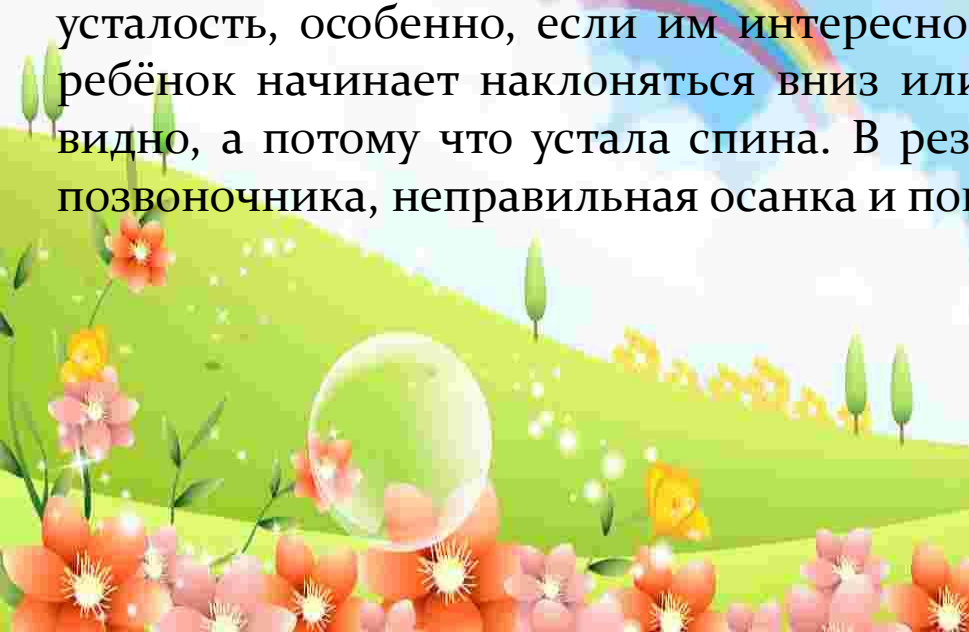 усталость, особенно, если им интересно
ребёнок начинает наклоняться вниз или
видно, а потому что устала спина. В рез
позвоночника, неправильная осанка и